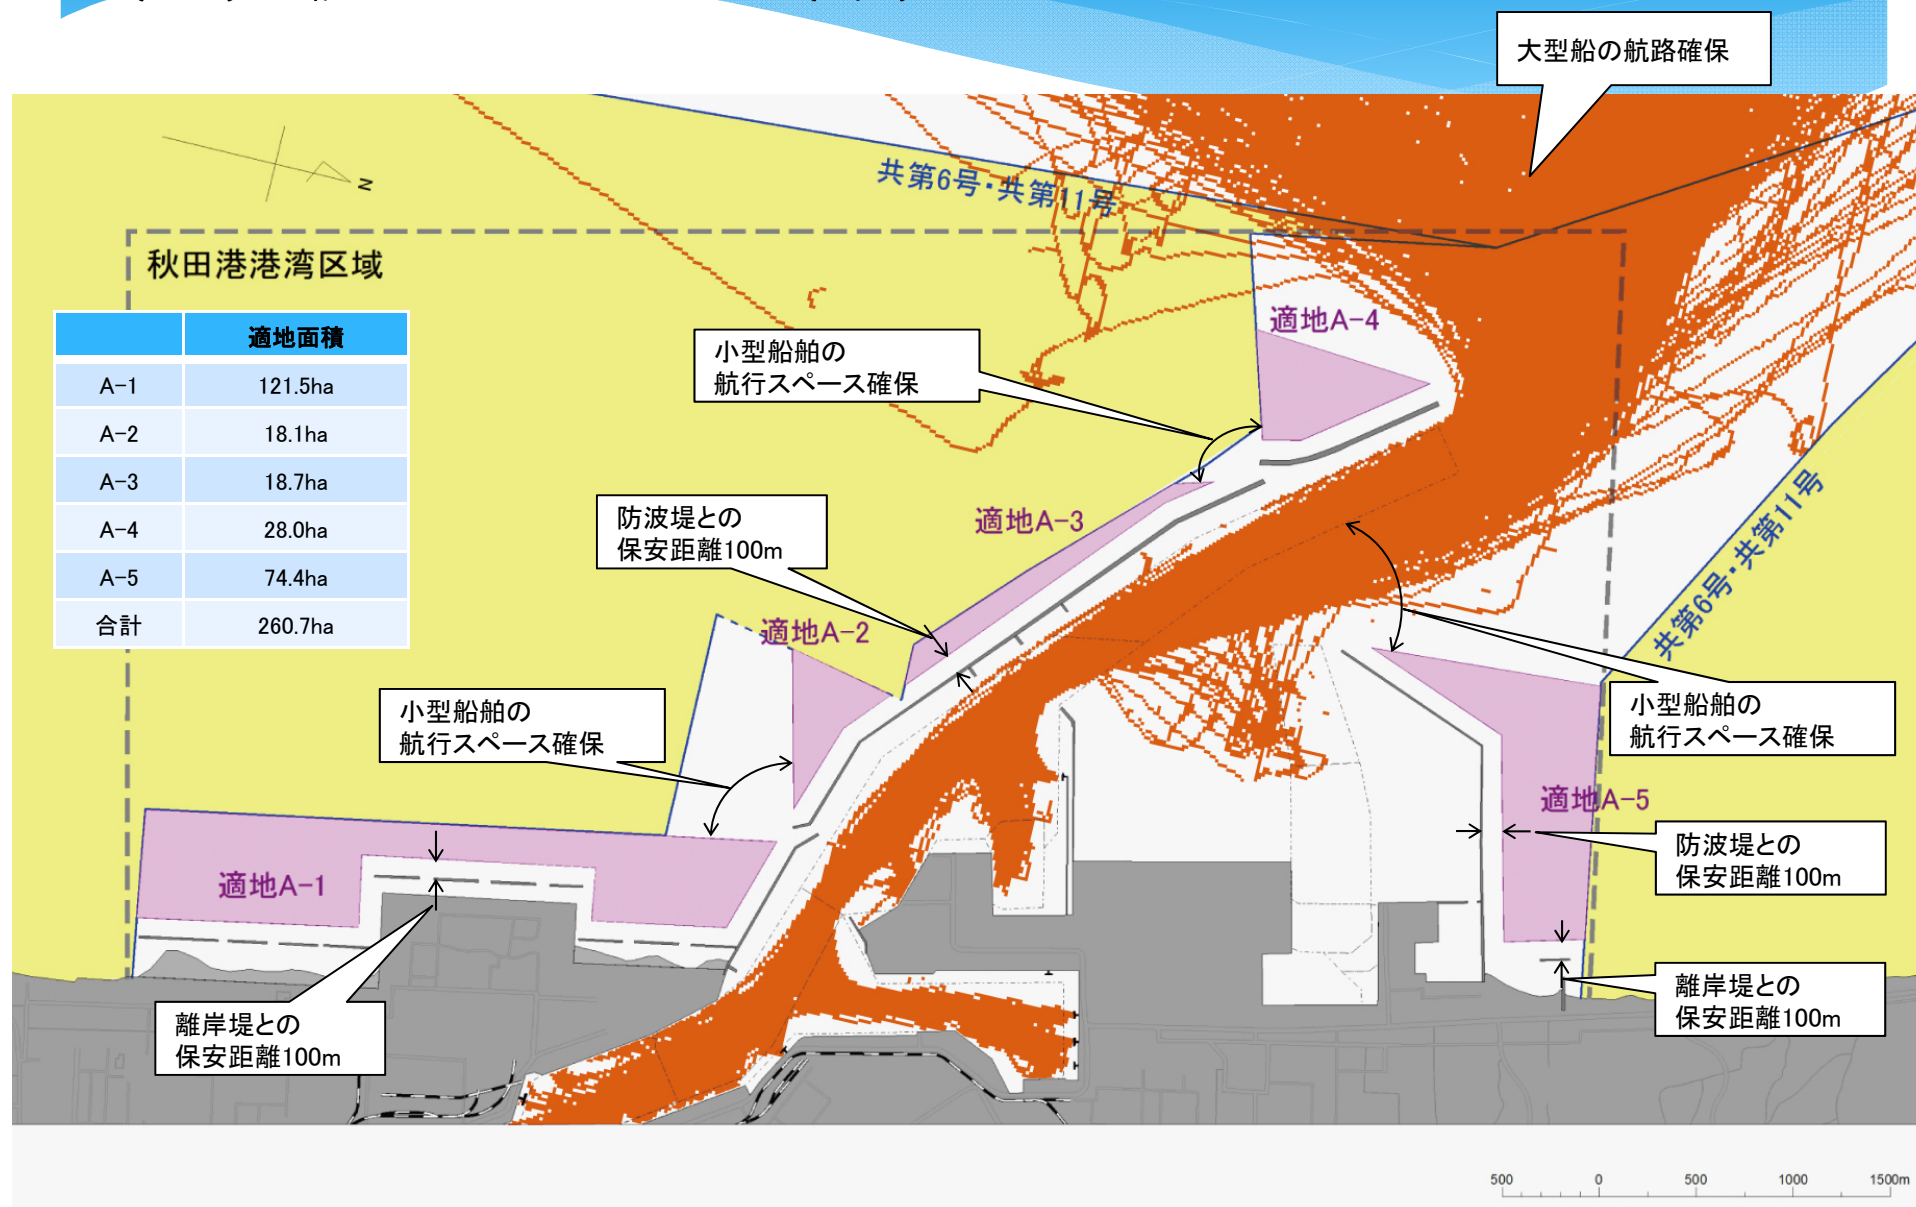 大型船の航路確保
共第6号・共第11号
N
秋田港港湾区域
適地面積
A-1 121.5ha
A-2 18.1ha
A-3 18.7ha
A-4 28.0ha
A-5 74.4ha
合計 260.7ha
適地A-4
小型船舶の
航行スペース確保
適地A-3
防波堤との
保安距離100m
適地A-2
共第6号・共第11号
小型船舶の
航行スペース確保
小型船舶の
航行スペース確保
適地A-5
適地A-1
防波堤との
保安距離100m
離岸堤との
保安距離100m
離岸堤との
保安距離100m
500 0 500 1000 1500m